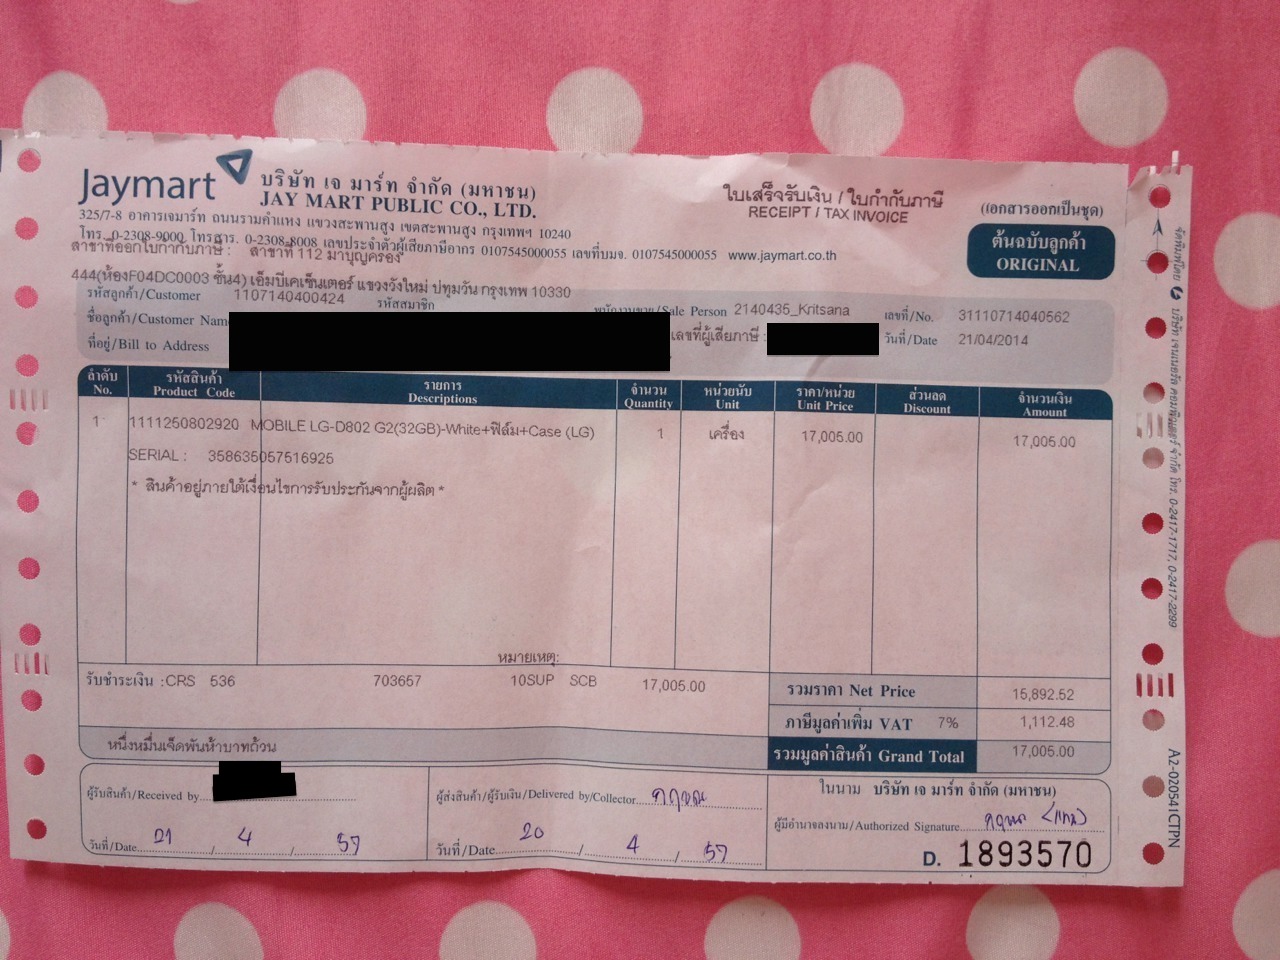 Jaymart
บริษัท เจ มาร์ท จำกัด (มหาชน)
JAY MART PUBLIC CO., LTD.
325/7-8 อาคารเจมาร์ท ถนนรามคำแหง แขวงสะพานสูง เขตสะพานสูง กรุงเทพฯ 10240
โทร. 0-2308-9000 โทรสาร. 0-2308-8008 เลขประจำตัวผู้เสียภาษีอากร 0107545000055 เลขที่บมจ. 0107545000055 www.jaymart.co.th
สาขาที่ออกใบกำกับภาษี : สาขาที่ 112 มาบุญครอง
444(ห้องF04DC0003 ชั้น4) เอ็มบีเคเซ็นเตอร์ แขวงวังใหม่ ปทุมวัน กรุงเทพ 10330
ใบเสร็จรับเงิน / ใบกำกับภาษี
RECEIPT / TAX INVOICE
(เอกสารออกเป็นชุด)
ต้นฉบับลูกค้า
ORIGINAL
รหัสลูกค้า/Customer 1107140400424 รหัสสมาชิก พนักงานขาย/Sale Person 2140435_Kritsana เลขที่/No. 31110714040562
ชื่อลูกค้า/Customer Name เลขที่ผู้เสียภาษี : วันที่/Date 21/04/2014
ที่อยู่/Bill to Address
ลำดับ รหัสสินค้า รายการ จำนวน หน่วยนับ ราคา/หน่วย ส่วนลด จำนวนเงิน
No. Product Code Descriptions Quantity Unit Unit Price Discount Amount
1 1111250802920 MOBILE LG-D802 G2(32GB)-White+ฟิล์ม+Case (LG) 1 เครื่อง 17,005.00 17,005.00
SERIAL : 358635057516925
* สินค้าอยู่ภายใต้เงื่อนไขการรับประกันจากผู้ผลิต *
หมายเหตุ:
รับชำระเงิน :CRS 536 703657 10SUP SCB 17,005.00
รวมราคา Net Price 15,892.52
ภาษีมูลค่าเพิ่ม VAT 7% 1,112.48
หนึ่งหมื่นเจ็ดพันห้าบาทถ้วน
รวมมูลค่าสินค้า Grand Total 17,005.00
ผู้รับสินค้า/Received by
วันที่/Date 21 / 4 / 57
ผู้ส่งสินค้า/ผู้รับเงิน/Delivered by/Collector
วันที่/Date 20 / 4 / 57
ในนาม บริษัท เจ มาร์ท จำกัด (มหาชน)
ผู้มีอำนาจลงนาม/Authorized Signature
D. 1893570
A2-020541CTPN